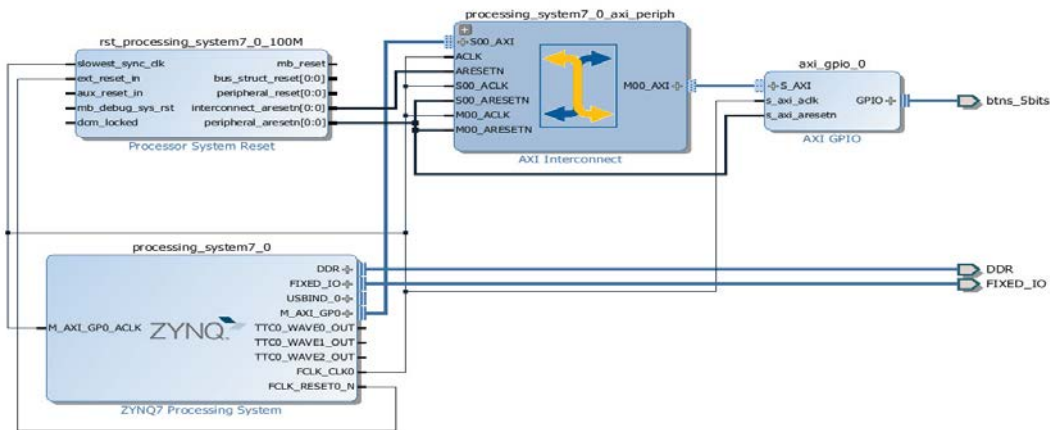 processing_system7_0_axi_periph
rst_processing_system7_0_100M
slowest_sync_clk
ext_reset_in
aux_reset_in
mb_debug_sys_rst
dcm_locked
mb_reset
bus_struct_reset[0:0]
peripheral_reset[0:0]
interconnect_aresetn[0:0]
peripheral_aresetn[0:0]
Processor System Reset
S00_AXI
ACLK
ARESETN
S00_ACLK
S00_ARESETN
M00_ACLK
M00_ARESETN
M00_AXI
AXI Interconnect
axi_gpio_0
S_AXI
s_axi_aclk
s_axi_aresetn
GPIO
AXI GPIO
btns_5bits
processing_system7_0
M_AXI_GP0_ACLK
ZYNQ
DDR
FIXED_IO
USBIND_0
M_AXI_GP0
TTC0_WAVE0_OUT
TTC0_WAVE1_OUT
TTC0_WAVE2_OUT
FCLK_CLK0
FCLK_RESET0_N
ZYNQ7 Processing System
DDR
FIXED_IO